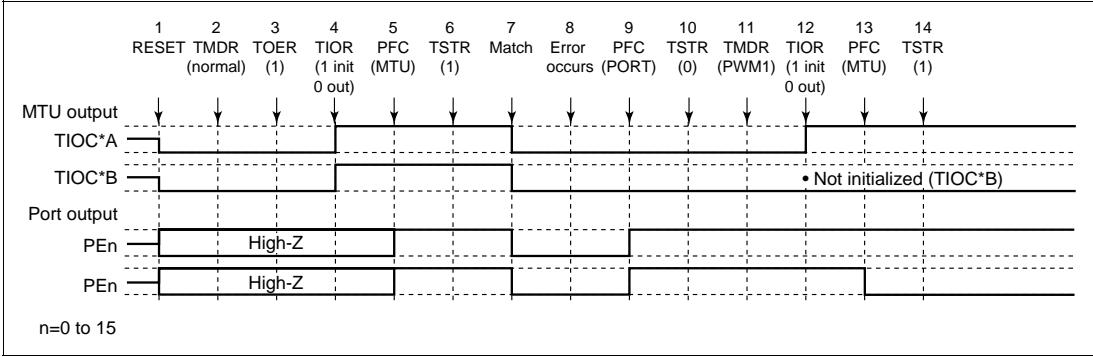 1 2 3 4 5 6 7 8 9 10 11 12 13 14
RESET TMDR TOER TIOR PFC TSTR Match Error PFC TSTR TMDR TIOR PFC TSTR
(normal) (1) (1 init (MTU) (1) occurs (PORT) (0) (PWM1) (1 init (MTU) (1)
0 out) 0 out)
MTU output
TIOC*A
TIOC*B • Not initialized (TIOC*B)
Port output
PEn High-Z
PEn High-Z
n=0 to 15